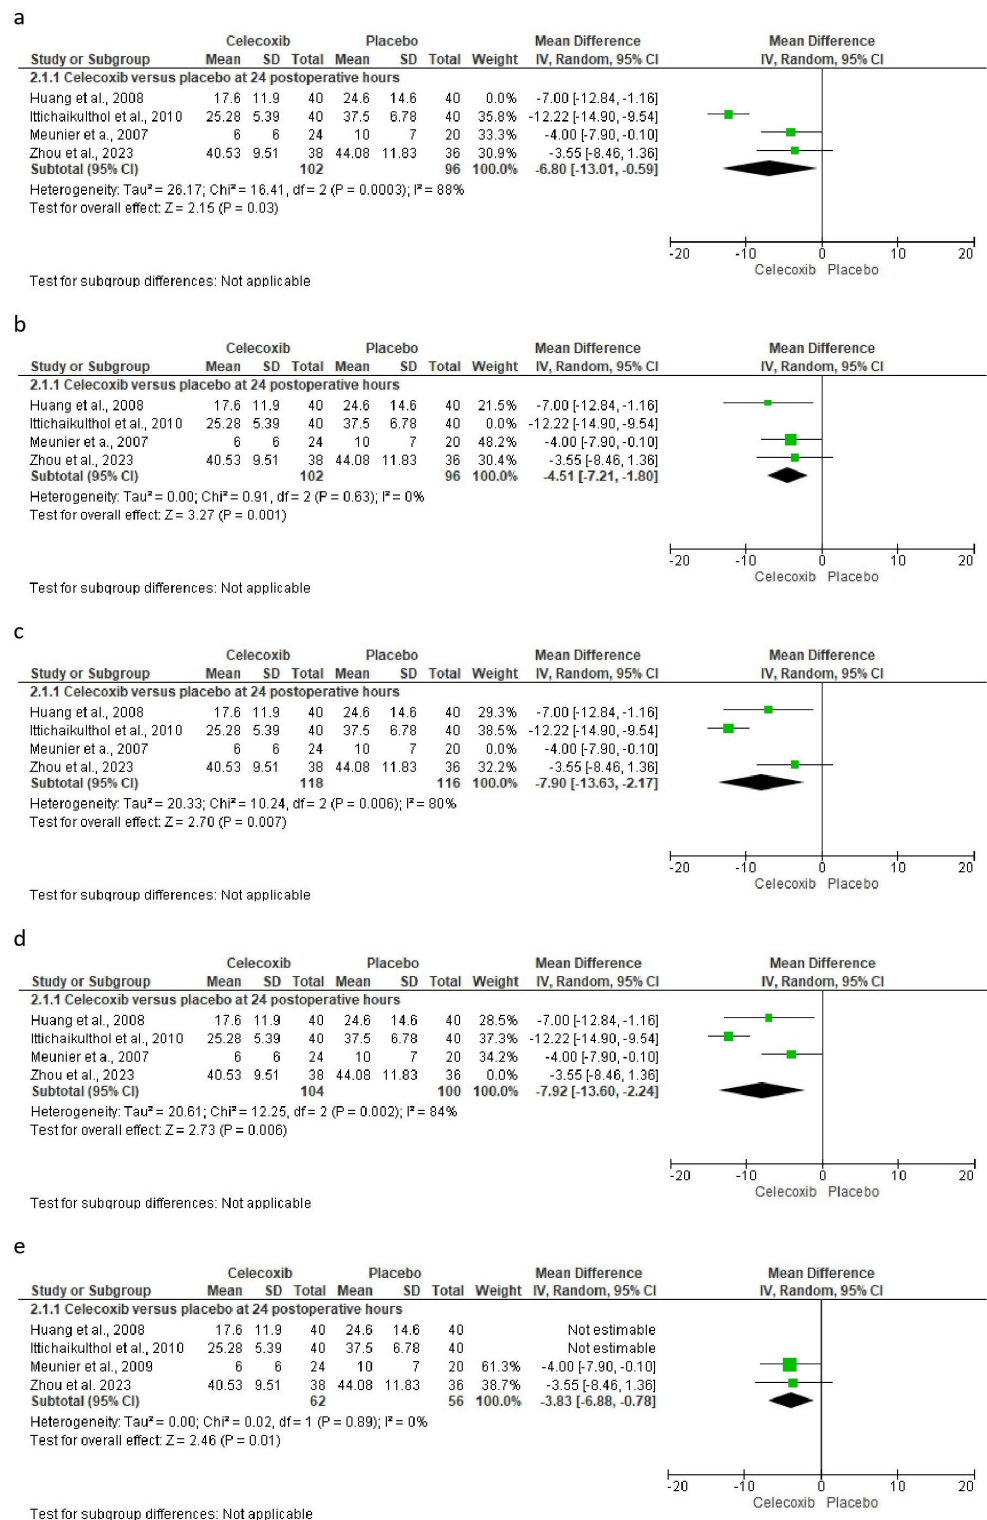 a
Celecoxib Placebo Mean Difference Mean Difference
Study or Subgroup Mean SD Total Mean SD Total Weight IV, Random, 95% CI IV, Random, 95% CI
2.1.1 Celecoxib versus placebo at 24 postoperative hours
Huang et al., 2008 17.6 11.9 40 24.6 14.6 40 0.0% -7.00 [-12.84, -1.16]
Ittichaikulthol et al., 2010 25.28 5.39 40 37.5 6.78 40 35.8% -12.22 [-14.90, -9.54]
Meunier et a., 2007 6 6 24 10 7 20 33.3% -4.00 [-7.90, -0.10]
Zhou et al., 2023 40.53 9.51 38 44.08 11.83 36 30.9% -3.55 [-8.46, 1.36]
Subtotal (95% CI) 102 96 100.0% -6.80 [-13.01, -0.59]
Heterogeneity: Tau² = 26.17; Chi² = 16.41, df = 2 (P = 0.0003); I² = 88%
Test for overall effect: Z = 2.15 (P = 0.03)
-20 -10 0 10 20
Celecoxib Placebo
Test for subgroup differences: Not applicable
b
Celecoxib Placebo Mean Difference Mean Difference
Study or Subgroup Mean SD Total Mean SD Total Weight IV, Random, 95% CI IV, Random, 95% CI
2.1.1 Celecoxib versus placebo at 24 postoperative hours
Huang et al., 2008 17.6 11.9 40 24.6 14.6 40 21.5% -7.00 [-12.84, -1.16]
Ittichaikulthol et al., 2010 25.28 5.39 40 37.5 6.78 40 0.0% -12.22 [-14.90, -9.54]
Meunier et a., 2007 6 6 24 10 7 20 48.2% -4.00 [-7.90, -0.10]
Zhou et al., 2023 40.53 9.51 38 44.08 11.83 36 30.4% -3.55 [-8.46, 1.36]
Subtotal (95% CI) 102 96 100.0% -4.51 [-7.21, -1.80]
Heterogeneity: Tau² = 0.00; Chi² = 0.91, df = 2 (P = 0.63); I² = 0%
Test for overall effect: Z = 3.27 (P = 0.001)
-20 -10 0 10 20
Celecoxib Placebo
Test for subgroup differences: Not applicable
c
Celecoxib Placebo Mean Difference Mean Difference
Study or Subgroup Mean SD Total Mean SD Total Weight IV, Random, 95% CI IV, Random, 95% CI
2.1.1 Celecoxib versus placebo at 24 postoperative hours
Huang et al., 2008 17.6 11.9 40 24.6 14.6 40 29.3% -7.00 [-12.84, -1.16]
Ittichaikulthol et al., 2010 25.28 5.39 40 37.5 6.78 40 38.5% -12.22 [-14.90, -9.54]
Meunier et a., 2007 6 6 24 10 7 20 0.0% -4.00 [-7.90, -0.10]
Zhou et al., 2023 40.53 9.51 38 44.08 11.83 36 32.2% -3.55 [-8.46, 1.36]
Subtotal (95% CI) 118 116 100.0% -7.90 [-13.63, -2.17]
Heterogeneity: Tau² = 20.33; Chi² = 10.24, df = 2 (P = 0.006); I² = 80%
Test for overall effect: Z = 2.70 (P = 0.007)
-20 -10 0 10 20
Celecoxib Placebo
Test for subgroup differences: Not applicable
d
Celecoxib Placebo Mean Difference Mean Difference
Study or Subgroup Mean SD Total Mean SD Total Weight IV, Random, 95% CI IV, Random, 95% CI
2.1.1 Celecoxib versus placebo at 24 postoperative hours
Huang et al., 2008 17.6 11.9 40 24.6 14.6 40 28.5% -7.00 [-12.84, -1.16]
Ittichaikulthol et al., 2010 25.28 5.39 40 37.5 6.78 40 37.3% -12.22 [-14.90, -9.54]
Meunier et a., 2007 6 6 24 10 7 20 34.2% -4.00 [-7.90, -0.10]
Zhou et al., 2023 40.53 9.51 38 44.08 11.83 36 0.0% -3.55 [-8.46, 1.36]
Subtotal (95% CI) 104 100 100.0% -7.92 [-13.60, -2.24]
Heterogeneity: Tau² = 20.61; Chi² = 12.25, df = 2 (P = 0.002); I² = 84%
Test for overall effect: Z = 2.73 (P = 0.006)
-20 -10 0 10 20
Celecoxib Placebo
Test for subgroup differences: Not applicable
e
Celecoxib Placebo Mean Difference Mean Difference
Study or Subgroup Mean SD Total Mean SD Total Weight IV, Random, 95% CI IV, Random, 95% CI
2.1.1 Celecoxib versus placebo at 24 postoperative hours
Huang et al., 2008 17.6 11.9 40 24.6 14.6 40 Not estimable
Ittichaikulthol et al., 2010 25.28 5.39 40 37.5 6.78 40 Not estimable
Meunier et al., 2009 6 6 24 10 7 20 61.3% -4.00 [-7.90, -0.10]
Zhou et al. 2023 40.53 9.51 38 44.08 11.83 36 38.7% -3.55 [-8.46, 1.36]
Subtotal (95% CI) 62 56 100.0% -3.83 [-6.88, -0.78]
Heterogeneity: Tau² = 0.00; Chi² = 0.02, df = 1 (P = 0.89); I² = 0%
Test for overall effect: Z = 2.46 (P = 0.01)
-20 -10 0 10 20
Celecoxib Placebo
Test for subgroup differences: Not applicable